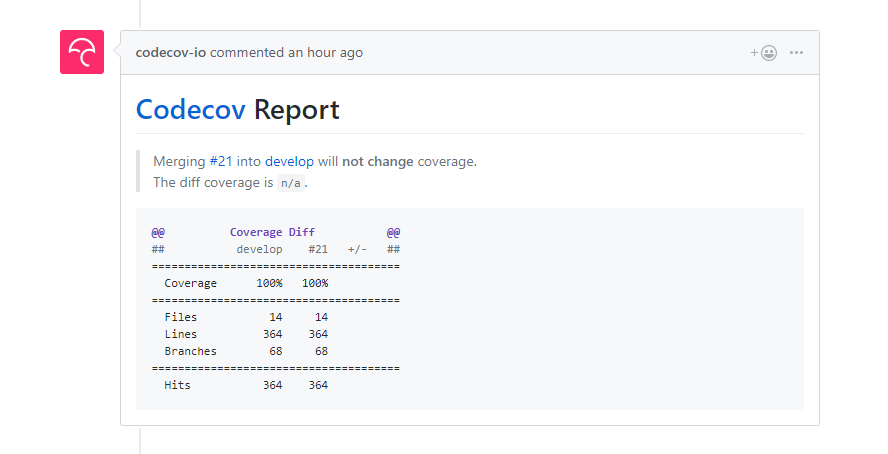 codecov-io commented an hour ago
Codecov Report
Merging #21 into develop will not change coverage.
The diff coverage is n/a.
@@          Coverage Diff           @@
##           develop    #21   +/-   ##
======================================
  Coverage      100%   100%
======================================
  Files           14     14
  Lines          364    364
  Branches        68     68
======================================
  Hits           364    364